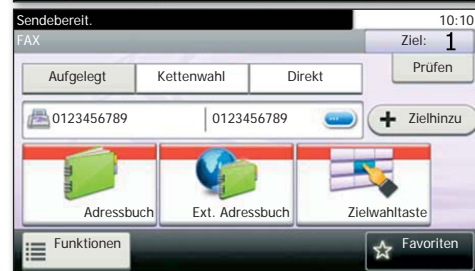 Sendebereit. 10:10
FAX Ziel: 1
Aufgelegt Kettenwahl Direkt Prüfen
0123456789 0123456789 Zielhinzu
Adressbuch Ext. Adressbuch Zielwahltaste
Funktionen Favoriten